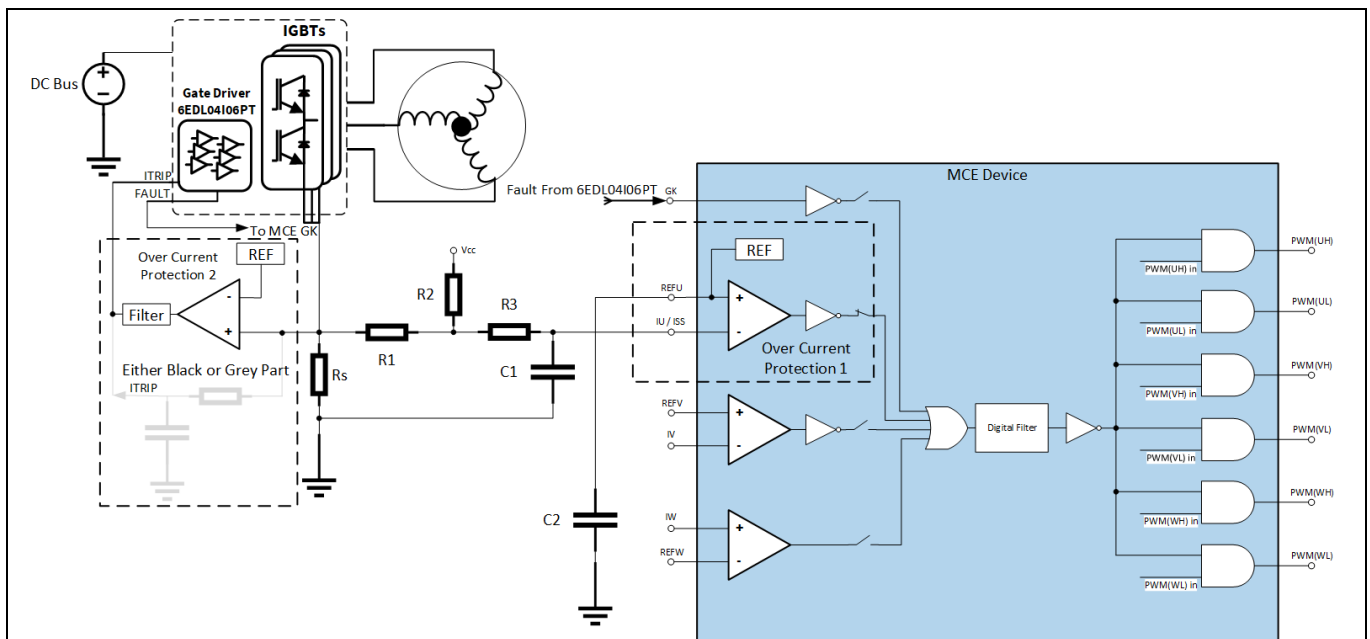 IGBTs
DC Bus
Gate Driver
6EDL04I06PT
ITRIP
FAULT
To MCE GK
Over Current
Protection 2
REF
-
+
Filter
Either Black or Grey Part
ITRIP
Rs
R1
R2
Vcc
R3
C1
C2
Fault From 6EDL04I06PT
GK
MCE Device
REF
REFU
+
IU / ISS
-
Over Current
Protection 1
REFV
+
IV
-
IW
+
REFW
-
Digital Filter
PWM(UH)
PWM(UH) in
PWM(UL)
PWM(UL) in
PWM(VH)
PWM(VH) in
PWM(VL)
PWM(VL) in
PWM(WH)
PWM(WH) in
PWM(WL)
PWM(WL) in